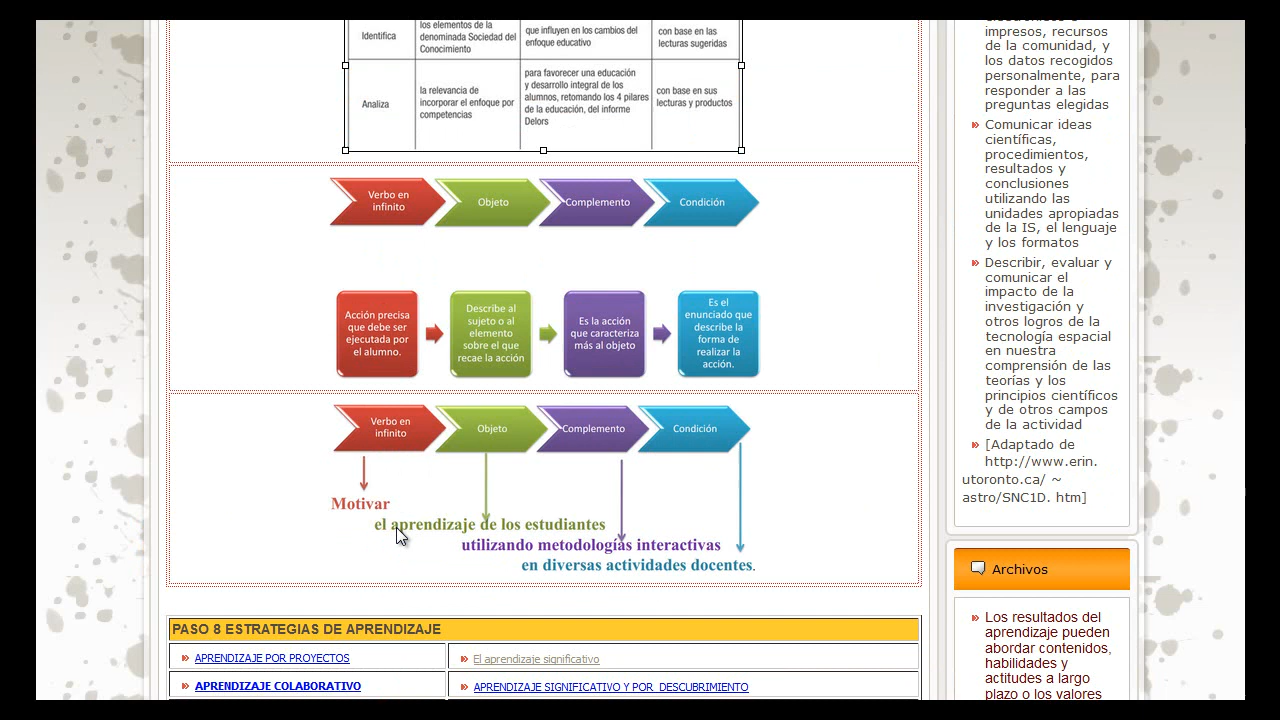 Identifica
los elementos de la
denominada Sociedad del
Conocimiento
que influyen en los cambios del
enfoque educativo
con base en las
lecturas sugeridas
Analiza
la relevancia de
incorporar el enfoque por
competencias
para favorecer una educación
y desarrollo integral de los
alumnos, retomando los 4 pilares
de la educación, del informe
Delors
con base en sus
lecturas y productos
Verbo en
infinito
Objeto
Complemento
Condición
Acción precisa
que debe ser
ejecutada por
el alumno.
Describe al
sujeto o al
elemento
sobre el que
recae la acción
Es la acción
que caracteriza
más al objeto
Es el
enunciado que
describe la
forma de
realizar la
acción.
Verbo en
infinito
Objeto
Complemento
Condición
Motivar
el aprendizaje de los estudiantes
utilizando metodologías interactivas
en diversas actividades docentes.
PASO 8 ESTRATEGIAS DE APRENDIZAJE
APRENDIZAJE POR PROYECTOS
El aprendizaje significativo
APRENDIZAJE COLABORATIVO
APRENDIZAJE SIGNIFICATIVO Y POR DESCUBRIMIENTO
impresos, recursos
de la comunidad, y
los datos recogidos
personalmente, para
responder a las
preguntas elegidas
Comunicar ideas
científicas,
procedimientos,
resultados y
conclusiones
utilizando las
unidades apropiadas
de la IS, el lenguaje
y los formatos
Describir, evaluar y
comunicar el
impacto de la
investigación y
otros logros de la
tecnología espacial
en nuestra
comprensión de las
teorías y los
principios científicos
y de otros campos
de la actividad
[Adaptado de
http://www.erin.
utoronto.ca/ ~
astro/SNC1D. htm]
Archivos
Los resultados del
aprendizaje pueden
abordar contenidos,
habilidades y
actitudes a largo
plazo o los valores